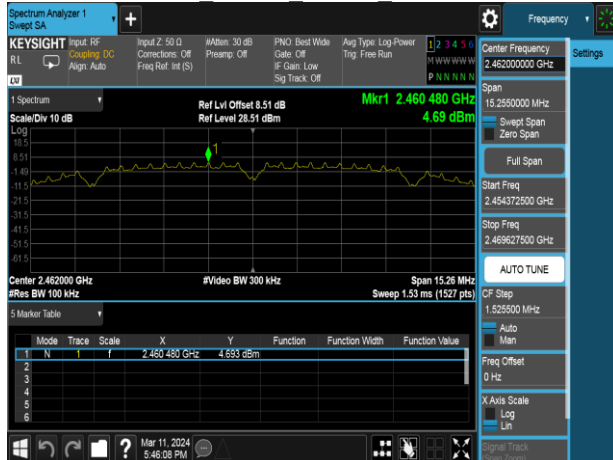 Spectrum Analyzer 1
Swept SA
+
Frequency
KEYSIGHT
RL
Input: RF
Coupling: DC
Align: Auto
Input Z: 50 Ω
Corrections: Off
Freq Ref: Int (S)
#Atten: 30 dB
Preamp: Off
PNO: Best Wide
Gate: Off
IF Gain: Low
Sig Track: Off
Avg Type: Log-Power
Trig: Free Run
1 2 3 4 5 6
M W W W W W
P N N N N N
LXI
1 Spectrum
Scale/Div 10 dB
Ref Lvl Offset 8.51 dB
Ref Level 28.51 dBm
Mkr1 2.460 480 GHz
4.69 dBm
Log
18.5
8.51
-1.49
-11.5
-21.5
-31.5
-41.5
-51.5
-61.5
1
Center 2.462000 GHz
#Res BW 100 kHz
#Video BW 300 kHz
Span 15.26 MHz
Sweep 1.53 ms (1527 pts)
5 Marker Table
Mode Trace Scale X Y Function Function Width Function Value
1 N 1 f 2.460 480 GHz 4.693 dBm
2
3
4
5
6
Mar 11, 2024
5:46:08 PM
?
Center Frequency
2.462000000 GHz
Settings
Span
15.2550000 MHz
Swept Span
Zero Span
Full Span
Start Freq
2.454372500 GHz
Stop Freq
2.469627500 GHz
AUTO TUNE
CF Step
1.525500 MHz
Auto
Man
Freq Offset
0 Hz
X Axis Scale
Log
Lin
Signal Track
(Span Zoom)